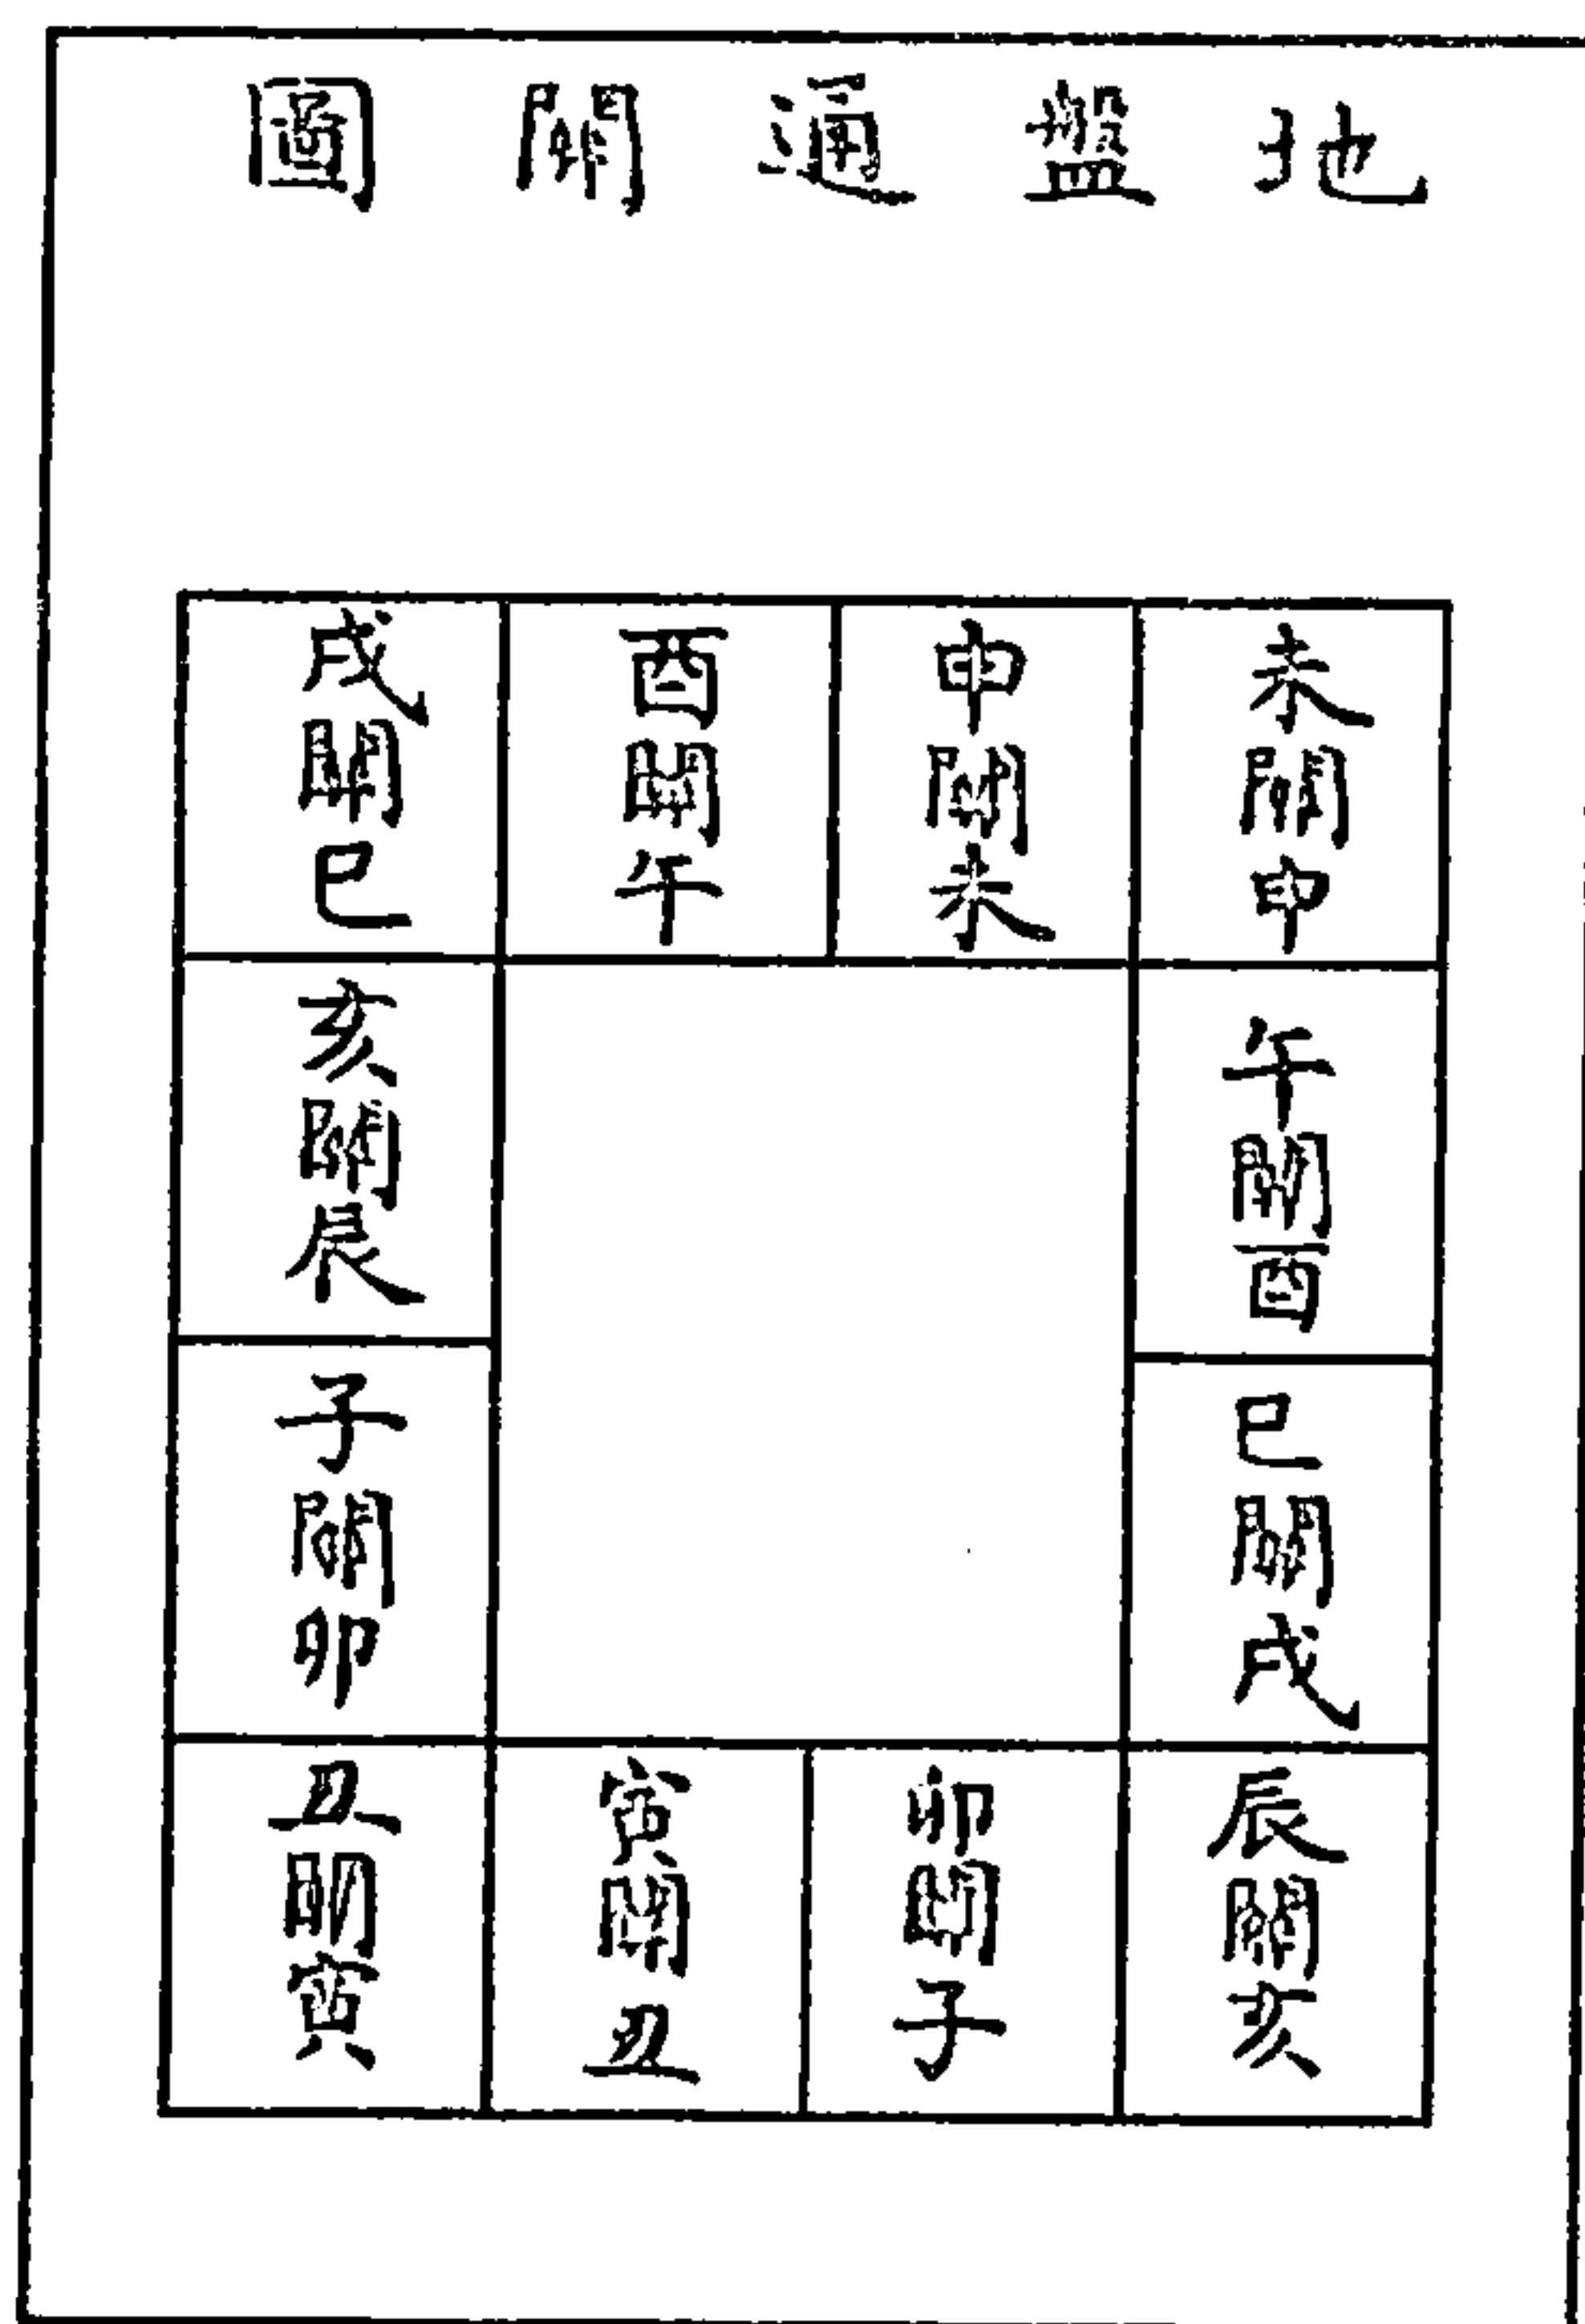 地盤通關圖
未關申
申關未
酉關午
戌關巳
午關酉
亥關辰
巳關戌
子關卯
辰關亥
卯關子
寅關丑
丑關寅